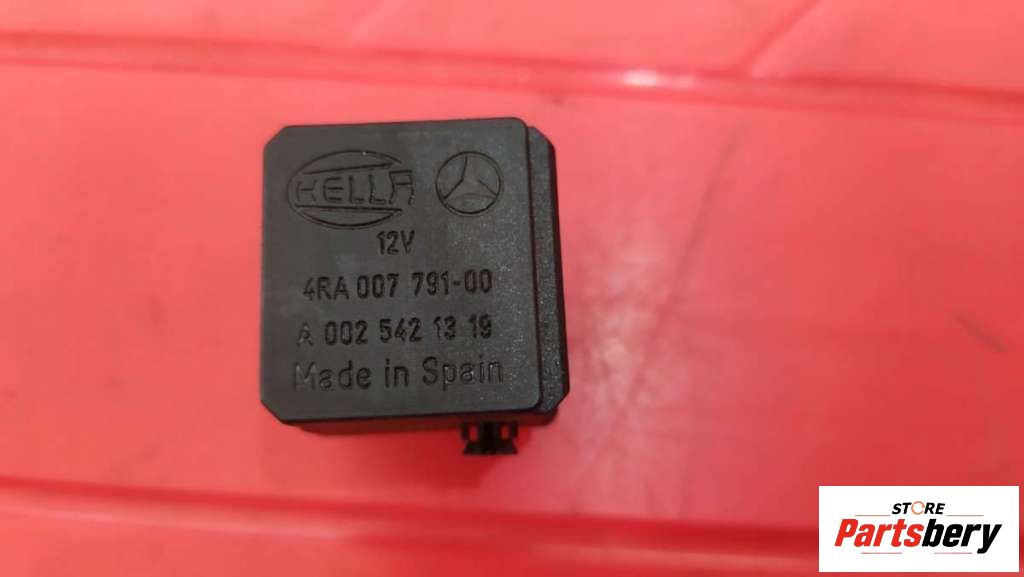 HELLA
12V
4RA 007 791-00
A 002 542 13 19
Made in Spain
STORE
Partsbery